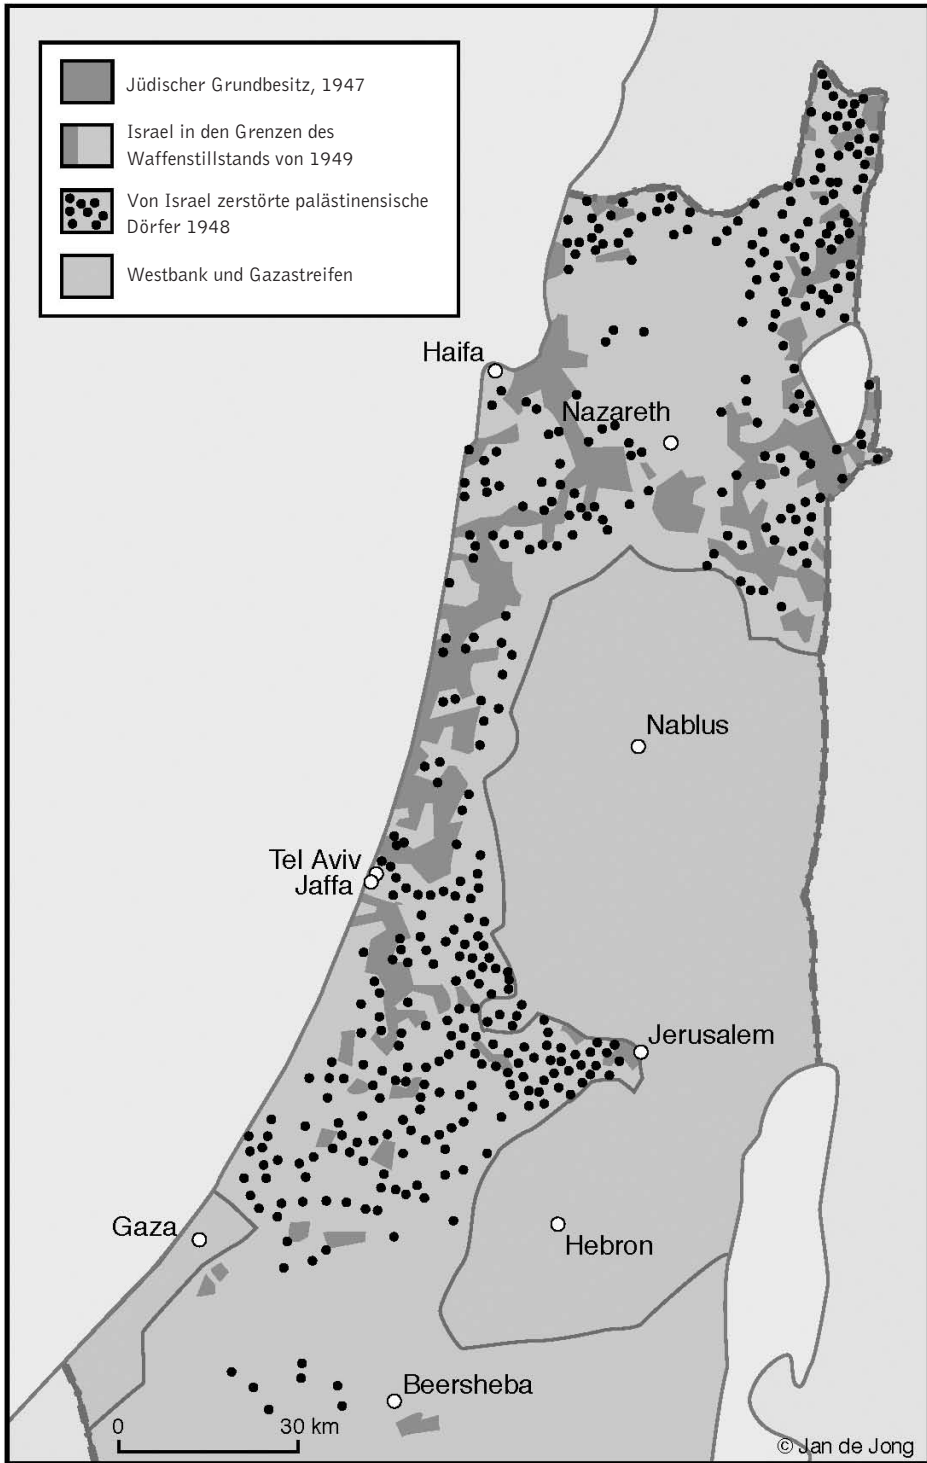 Jüdischer Grundbesitz, 1947
Israel in den Grenzen des
Waffenstillstands von 1949
Von Israel zerstörte palästinensische
Dörfer 1948
Westbank und Gazastreifen
Haifa
Nazareth
Nablus
Tel Aviv
Jaffa
Jerusalem
Gaza
Hebron
Beersheba
0 30 km
© Jan de Jong